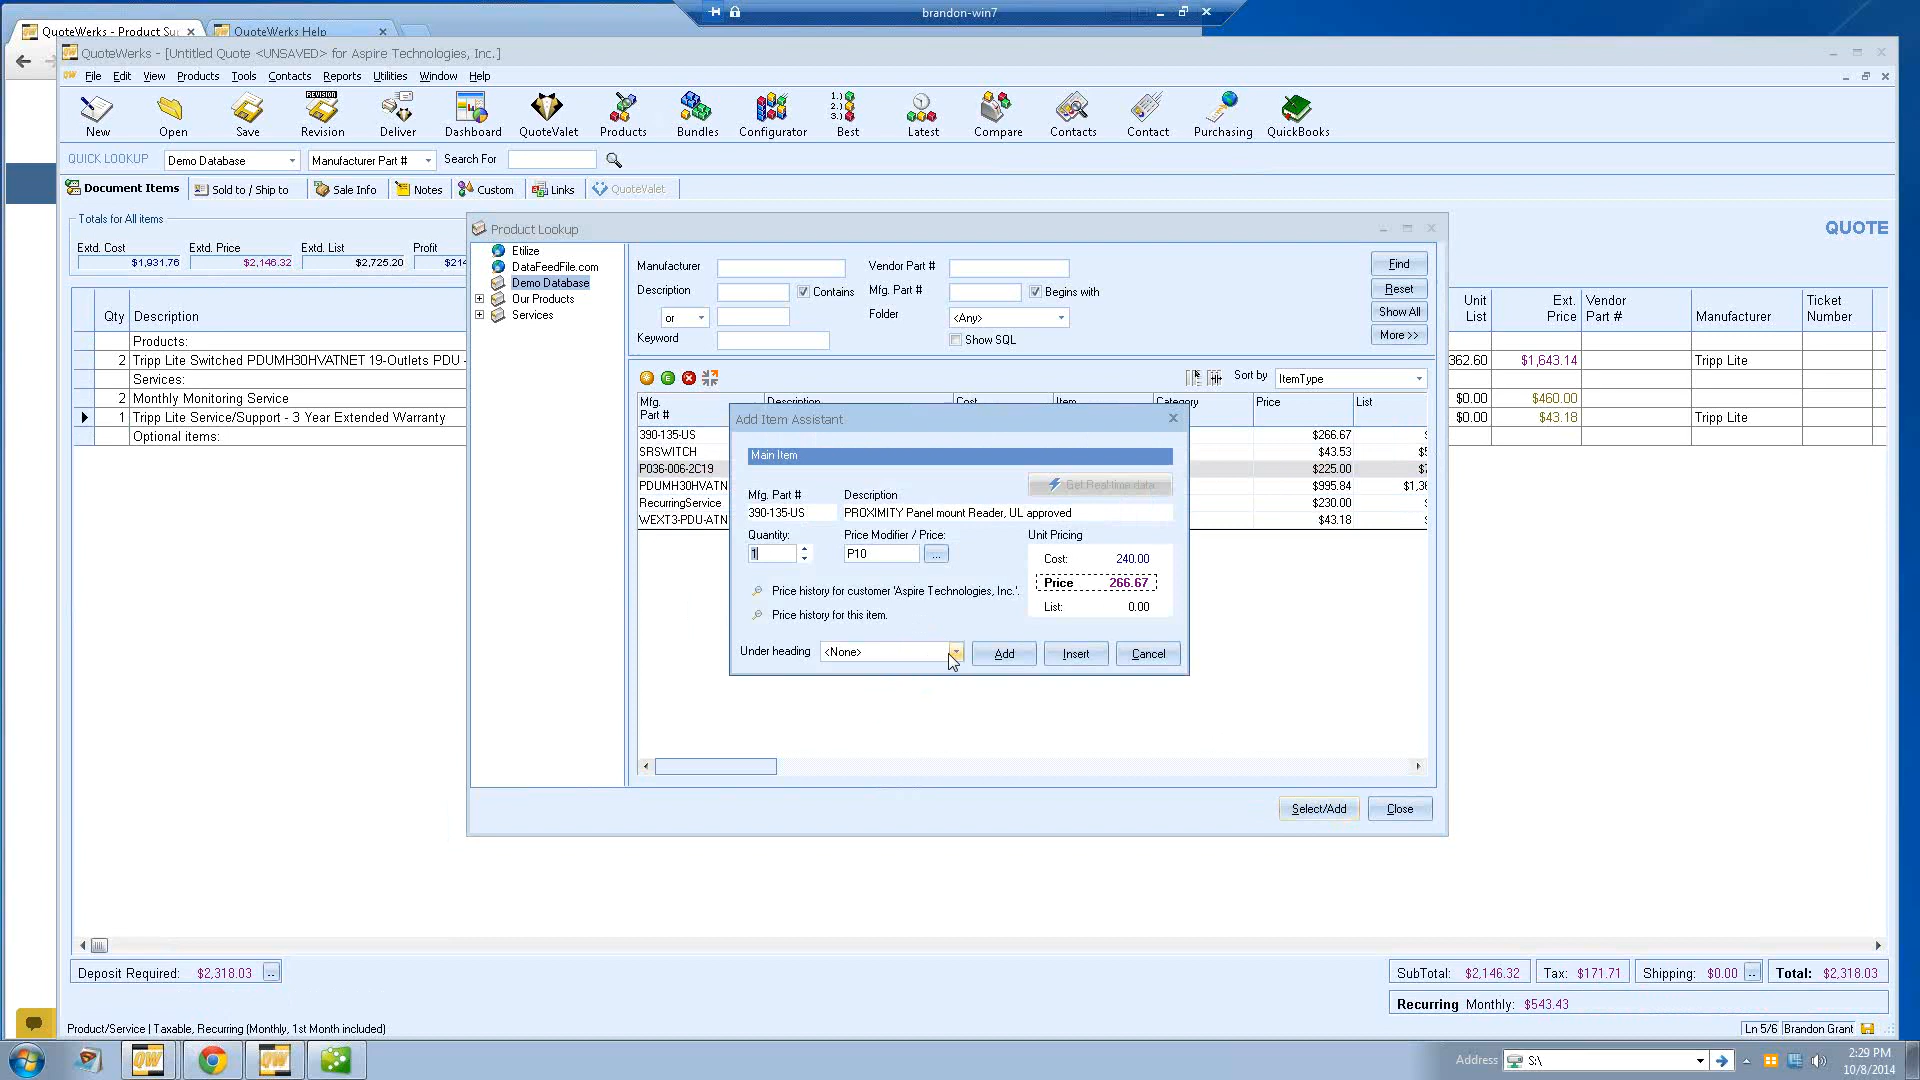 brandon-win7
QuoteWerks - Product Su
QuoteWerks Help
QuoteWerks - [Untitled Quote <UNSAVED> for Aspire Technologies, Inc.]
File Edit View Products Tools Contacts Reports Utilities Window Help
REVISION
1.)
2.)
3.)
New Open Save Revision Deliver Dashboard QuoteValet Products Bundles Configurator Best Latest Compare Contacts Contact Purchasing QuickBooks
QUICK LOOKUP Demo Database Manufacturer Part # Search For
Document Items Sold to / Ship to Sale Info Notes Custom Links QuoteValet
Totals for All items
Extd. Cost Extd. Price Extd. List Profit
$1,931.76 $2,146.32 $2,725.20
QUOTE
Qty Description
Unit List Ext. Price Vendor Part # Manufacturer Ticket Number
Products:
2 Tripp Lite Switched PDUMH30HVATNET 19-Outlets PDU -
362.60 $1,643.14 Tripp Lite
Services:
2 Monthly Monitoring Service
$0.00 $460.00
1 Tripp Lite Service/Support - 3 Year Extended Warranty
$0.00 $43.18 Tripp Lite
Optional items:
Product Lookup
Etilize
DataFeedFile.com
Demo Database
Our Products
Services
Manufacturer Vendor Part # Find
Description Contains Mfg. Part # Begins with Reset
or Folder <Any> Show All
Keyword Show SQL More >>
Sort by ItemType
Mfg. Part # Description Cost Item Category Price List
390-135-US $266.67
SRSWITCH $43.53
P036-006-2C19 $225.00
PDUMH30HVATN $995.84 $1,36
RecurringService $230.00
WEXT3-PDU-ATN $43.18
Add Item Assistant
Main Item
Get Realtime data
Mfg. Part # Description
390-135-US PROXIMITY Panel mount Reader, UL approved
Quantity: Price Modifier / Price: Unit Pricing
1 P10 ... Cost: 240.00
Price 266.67
Price history for customer 'Aspire Technologies, Inc.'.
List: 0.00
Price history for this item.
Under heading <None> Add Insert Cancel
Select/Add Close
Deposit Required: $2,318.03 ..
SubTotal: $2,146.32 Tax: $171.71 Shipping: $0.00 .. Total: $2,318.03
Recurring Monthly: $543.43
Product/Service | Taxable, Recurring (Monthly, 1st Month included)
Ln 5/6 Brandon Grant
QW QW
Address S:\
2:29 PM
10/8/2014